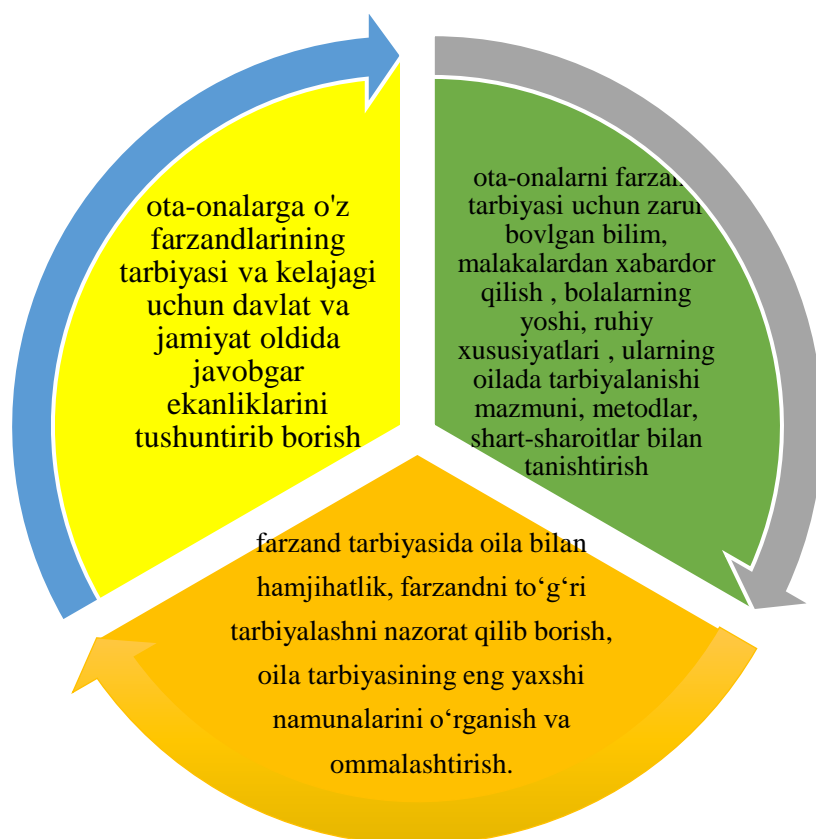 ota-onalarga o'z
farzandlarining
tarbiyasi va kelajagi
uchun davlat va
jamiyat oldida
javobgar
ekanliklarini
tushuntirib borish
ota-onalarni
tarbiyasi uchun zarur
bovlgan bilim,
malakalardan xabardor
qilish , bolalarning
yoshi, ruhiy
xususiyatlari , ularning
oilada tarbiyalanishi
mazmuni, metodlar,
shart-sharoitlar bilan
tanishtirish
farzand tarbiyasida oila bilan
hamjihatlik, farzandni to‘g‘ri
tarbiyalashni nazorat qilib borish,
oila tarbiyasining eng yaxshi
namunalarini o‘rganish va
ommalashtirish.